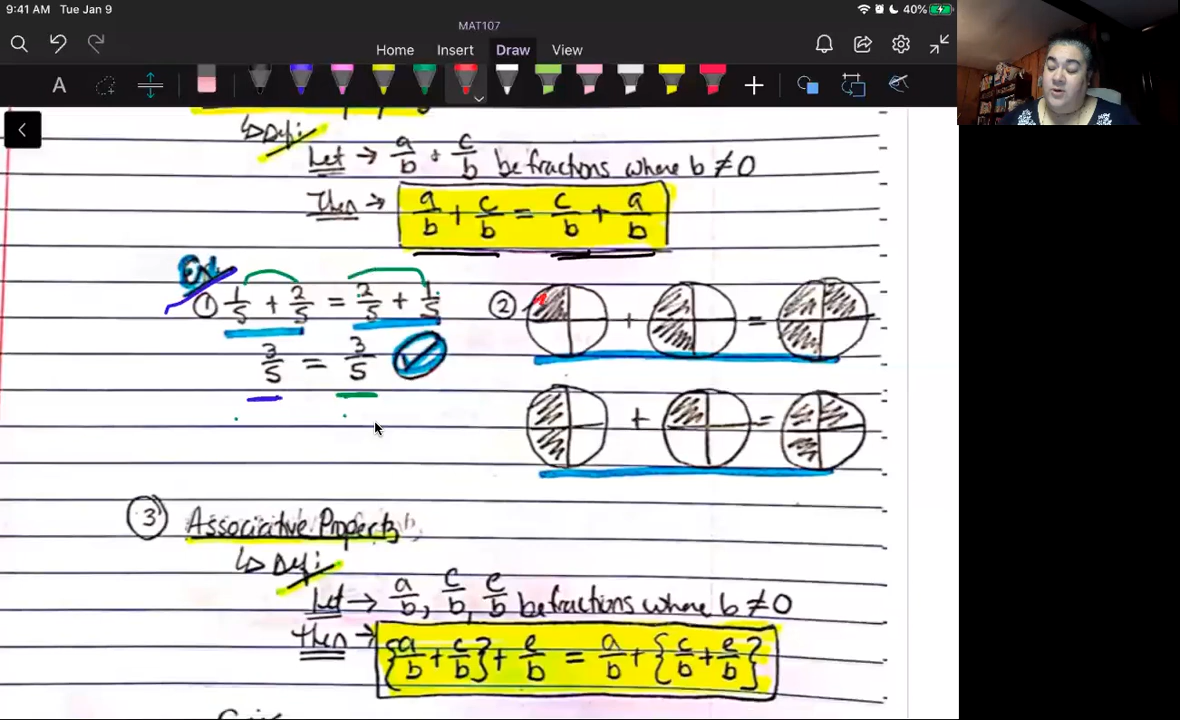 9:41 AM Tue Jan 9
40%
MAT107
Home Insert Draw View
↳ Def:
Let → a/b + c/b be fractions where b ≠ 0
Then → a/b + c/b = c/b + a/b
Ex/
① 1/5 + 2/5 = 2/5 + 1/5
3/5 = 3/5
②
+ =
+ =
③ Associative Property
↳ Def:
Let → a/b, c/b, e/b be fractions where b ≠ 0
then → {a/b + c/b} + e/b = a/b + {c/b + e/b}